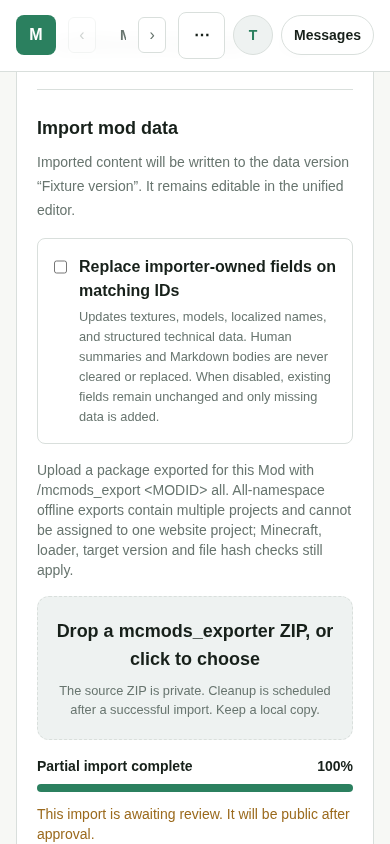 M
‹
›
···
T
Messages
Import mod data
Imported content will be written to the data version
“Fixture version”. It remains editable in the unified
editor.
Replace importer-owned fields on
matching IDs
Updates textures, models, localized names,
and structured technical data. Human
summaries and Markdown bodies are never
cleared or replaced. When disabled, existing
fields remain unchanged and only missing
data is added.
Upload a package exported for this Mod with
/mcmods_export <MODID> all. All-namespace
offline exports contain multiple projects and cannot
be assigned to one website project; Minecraft,
loader, target version and file hash checks still
apply.
Drop a mcmods_exporter ZIP, or
click to choose
The source ZIP is private. Cleanup is scheduled
after a successful import. Keep a local copy.
Partial import complete 100%
This import is awaiting review. It will be public after
approval.